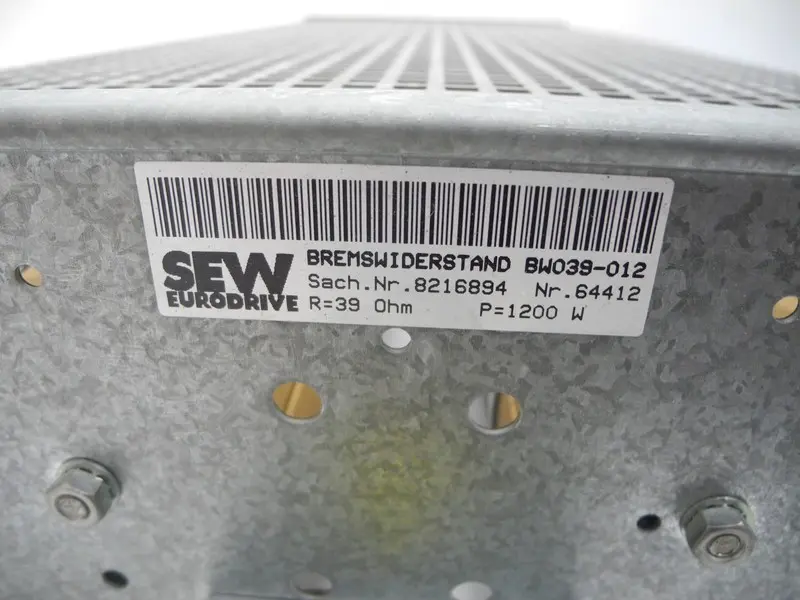 SEW
EURODRIVE
BREMSWIDERSTAND BW039-012
Sach.Nr.8216894 Nr.64412
R=39 Ohm P=1200 W